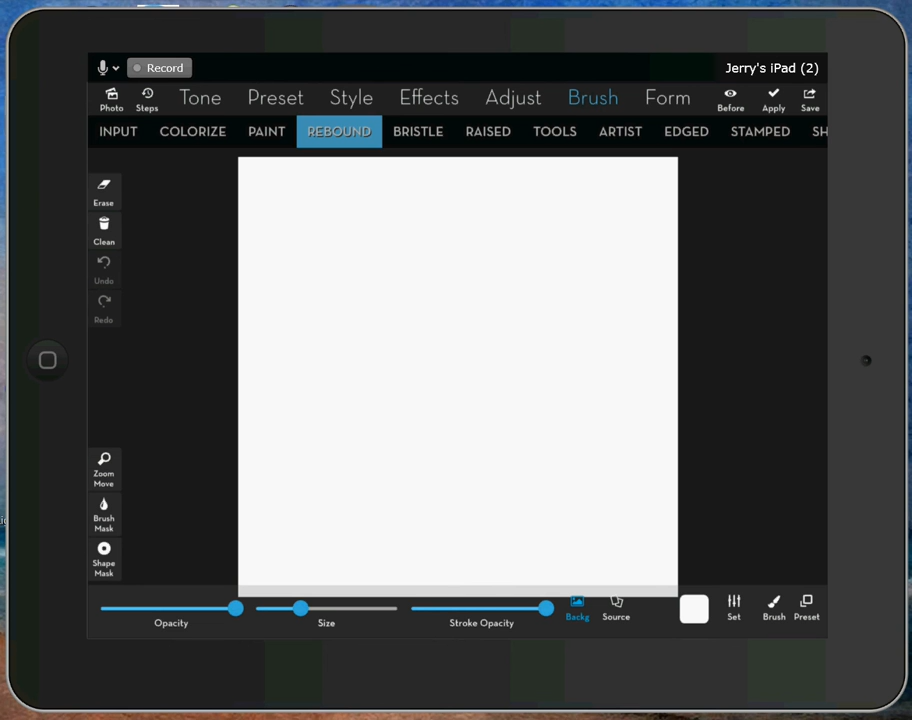 Record
Jerry's iPad (2)
Photo
Steps
Tone
Preset
Style
Effects
Adjust
Brush
Form
Before
Apply
Save
INPUT
COLORIZE
PAINT
REBOUND
BRISTLE
RAISED
TOOLS
ARTIST
EDGED
STAMPED
SH
Erase
Clean
Undo
Redo
Zoom
Move
Brush
Mask
Shape
Mask
Opacity
Size
Stroke Opacity
Backg
Source
Set
Brush
Preset